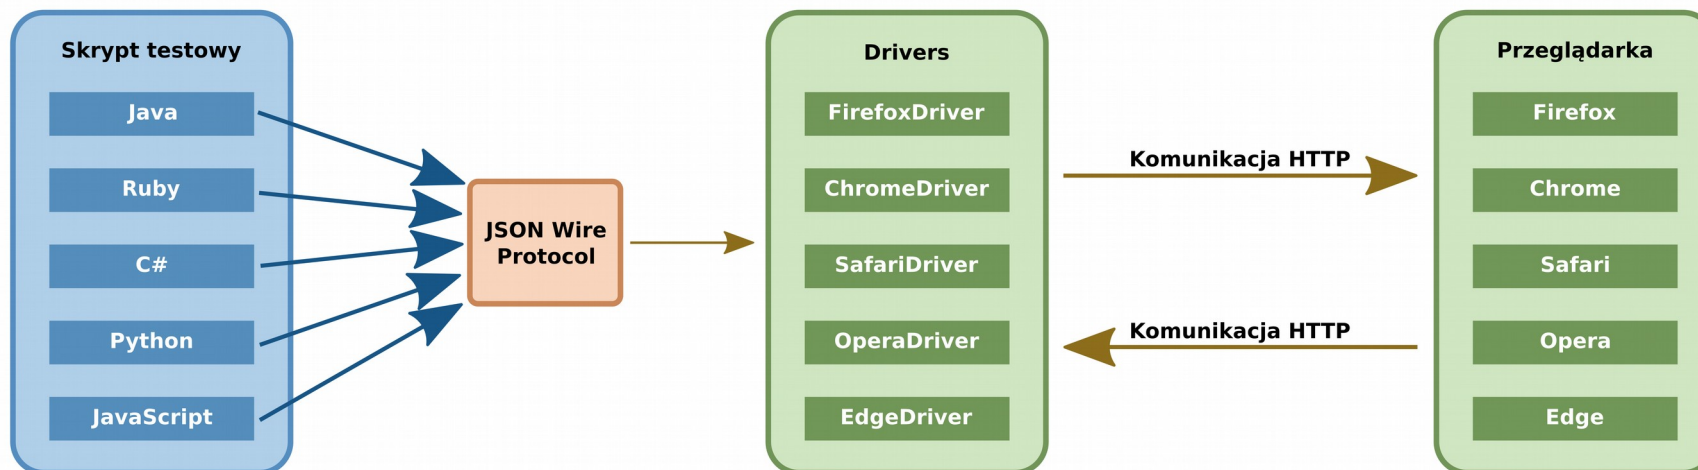 Skrypt testowy
Java
Ruby
C#
Python
JavaScript
JSON Wire
Protocol
Drivers
FirefoxDriver
ChromeDriver
SafariDriver
OperaDriver
EdgeDriver
Komunikacja HTTP
Komunikacja HTTP
Przeglądarka
Firefox
Chrome
Safari
Opera
Edge